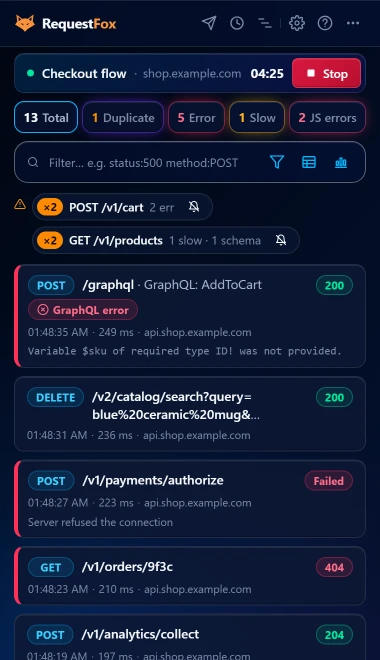 RequestFox
Checkout flow · shop.example.com 04:25 Stop
13 Total 1 Duplicate 5 Error 1 Slow 2 JS errors
Filter... e.g. status:500 method:POST
×2 POST /v1/cart 2 err
×2 GET /v1/products 1 slow · 1 schema
POST /graphql · GraphQL: AddToCart 200
GraphQL error
01:48:35 AM · 249 ms · api.shop.example.com
Variable $sku of required type ID! was not provided.
DELETE /v2/catalog/search?query= 200
blue%20ceramic%20mug&...
01:48:31 AM · 236 ms · api.shop.example.com
POST /v1/payments/authorize Failed
01:48:27 AM · 223 ms · api.shop.example.com
Server refused the connection
GET /v1/orders/9f3c 404
01:48:23 AM · 210 ms · api.shop.example.com
POST /v1/analytics/collect 204
01:48:19 AM · 197 ms · api.shop.example.com